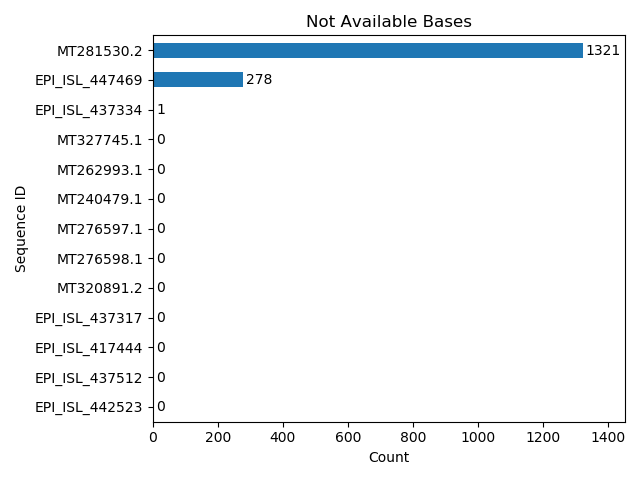 Not Available Bases
MT281530.2 1321
EPI_ISL_447469 278
EPI_ISL_437334 1
MT327745.1 0
MT262993.1 0
MT240479.1 0
MT276597.1 0
MT276598.1 0
MT320891.2 0
EPI_ISL_437317 0
EPI_ISL_417444 0
EPI_ISL_437512 0
EPI_ISL_442523 0
Sequence ID
0 200 400 600 800 1000 1200 1400
Count